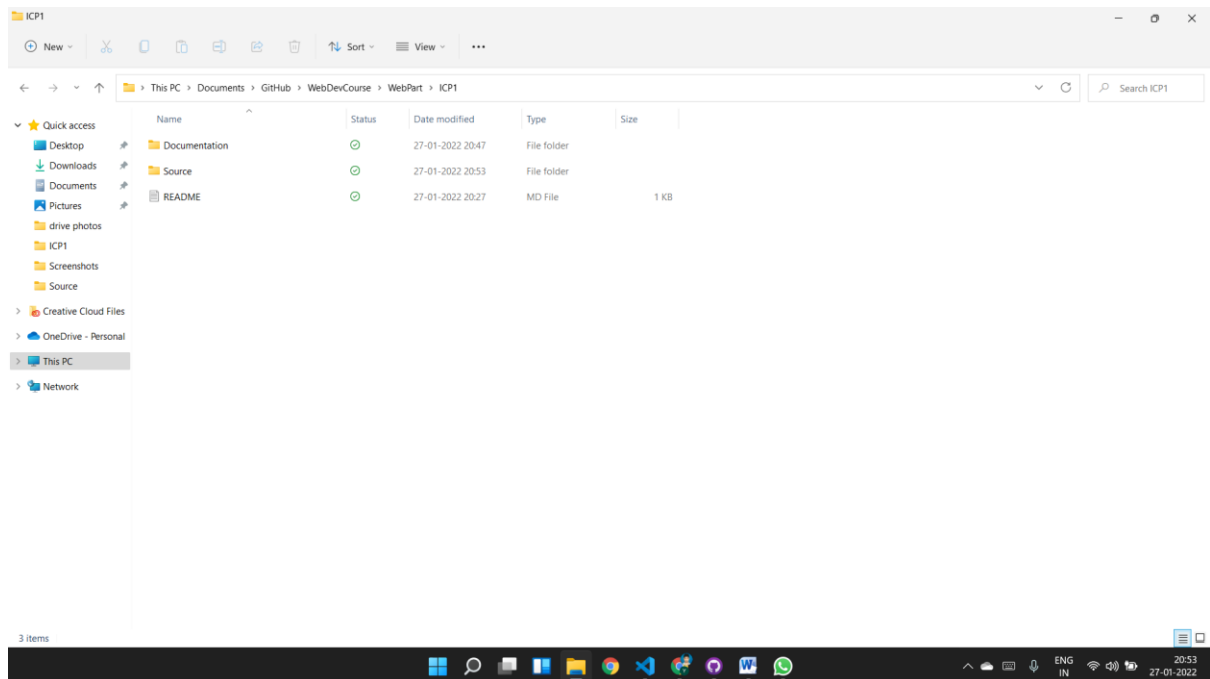 ICP1
New
Sort
View
This PC > Documents > GitHub > WebDevCourse > WebPart > ICP1
Search ICP1
Name Status Date modified Type Size
Documentation 27-01-2022 20:47 File folder
Source 27-01-2022 20:53 File folder
README 27-01-2022 20:27 MD File 1 KB
Quick access
Desktop
Downloads
Documents
Pictures
drive photos
ICP1
Screenshots
Source
Creative Cloud Files
OneDrive - Personal
This PC
Network
3 items
ENG
IN
20:53
27-01-2022